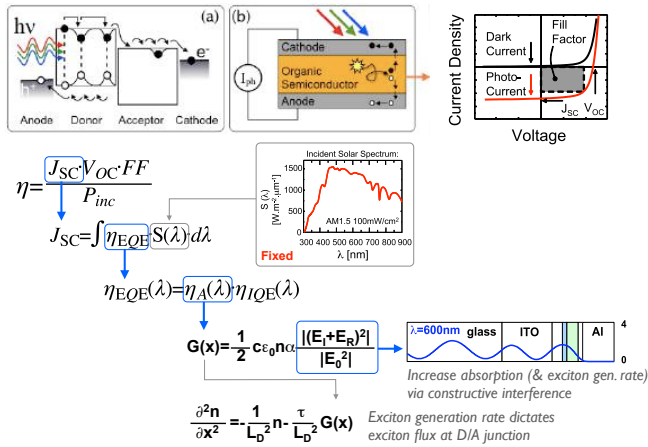 (a)
hν
e⁻
h⁺
Anode Donor Acceptor Cathode
(b)
Cathode
Organic
Semiconductor
Anode
I_ph
Current Density
Dark
Current
Fill
Factor
Photo-
Current
J_SC
V_OC
Voltage
η = J_SC·V_OC·FF / P_inc
J_SC=∫ η_EQE·S(λ)·dλ
Incident Solar Spectrum:
S (λ)
[W.m⁻².μm⁻¹]
1500
1000
500
0
AM1.5 100mW/cm²
300 400 500 600 700 800 900
Fixed
λ [nm]
η_EQE(λ)=η_A(λ)·η_IQE(λ)
G(x)=1/2 cε₀nα |(E_I+E_R)²|/|E₀²|
λ=600nm glass ITO Al
4
0
Increase absorption (& exciton gen. rate)
via constructive interference
∂²n/∂x² =-1/L_D² n- τ/L_D² G(x)
Exciton generation rate dictates
exciton flux at D/A junction